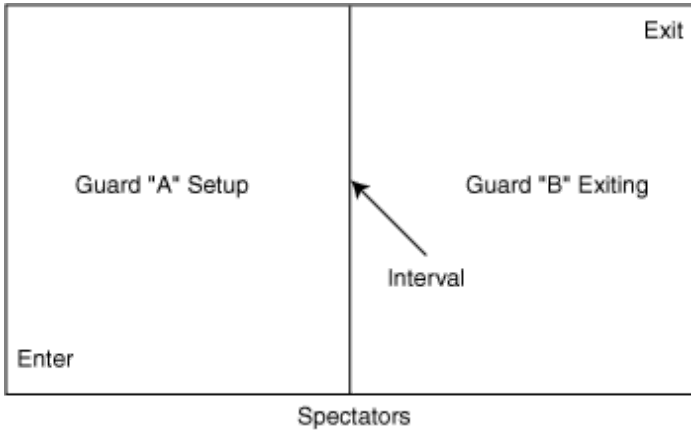 Exit
Guard "A" Setup
Guard "B" Exiting
Interval
Enter
Spectators